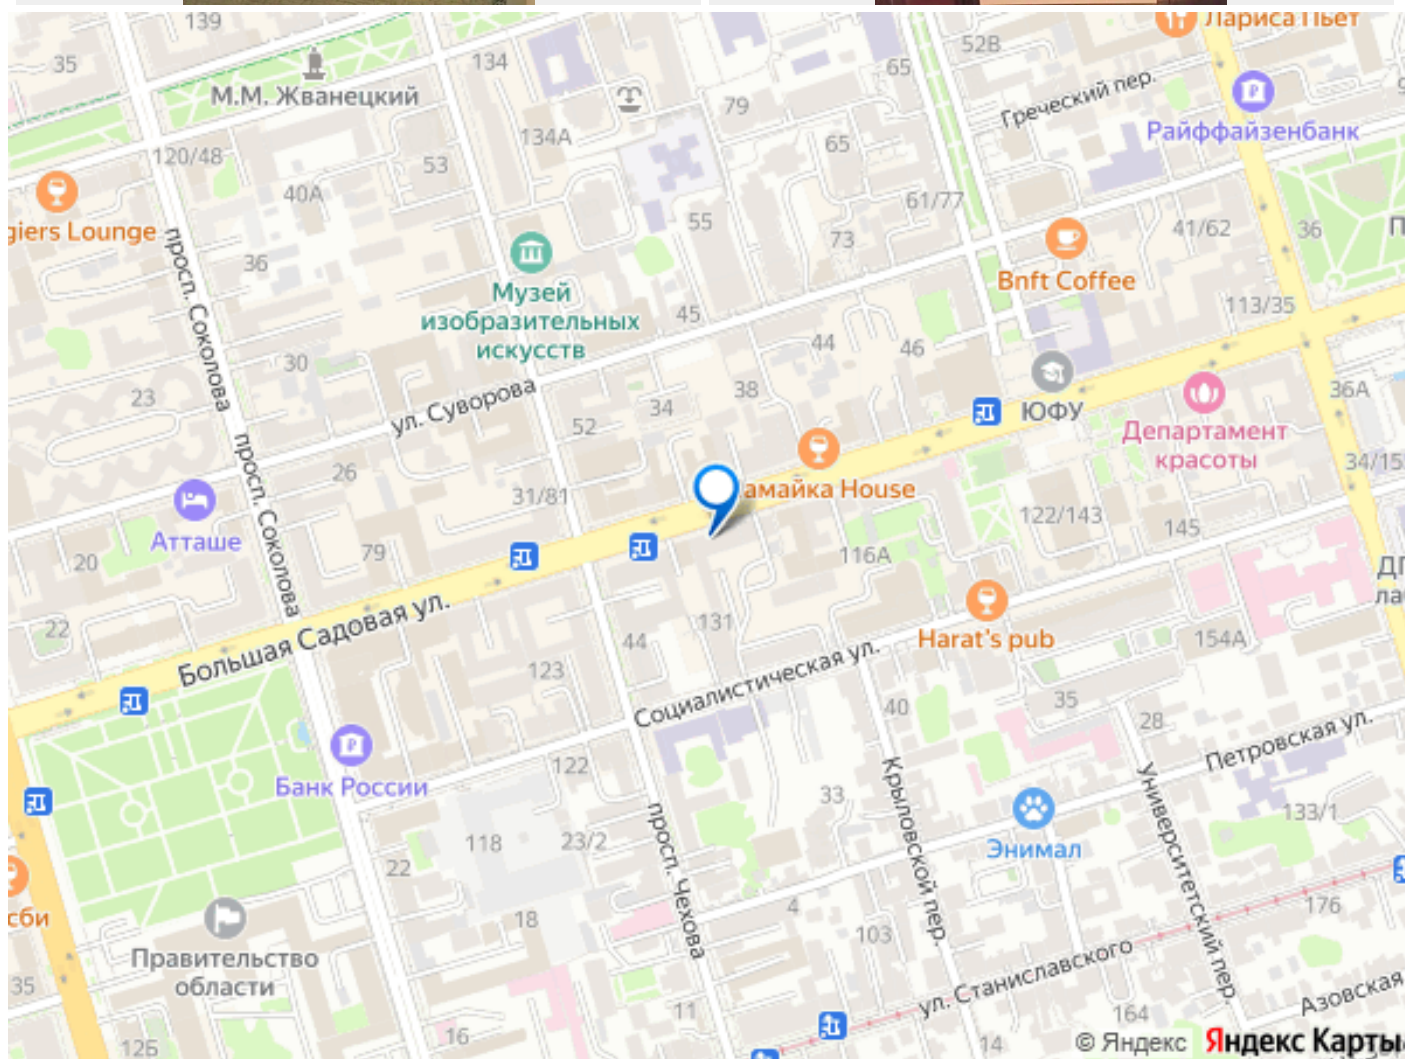 139
Лариса Пьет
35
134
52В
М.М. Жванецкий
65
79
Греческий пер.
Райффайзенбанк
134А
120/48
53
65
40А
61/77
giers Lounge
55
73
41/62
36
просп. Соколова
36
Bnft Coffee
Музей
изобразительных
искусств
45
113/35
44
46
30
23
38
34
36А
ул. Суворова
ЮФУ
52
Департамент
красоты
просп. Соколова
26
34/15
31/81
амайка House
Атташе
122/143
145
79
20
116А
22
Большая Садовая ул.
44
131
Harat's pub
154А
123
Социалистическая ул.
40
35
28
Петровская ул.
Банк России
122
33
133/1
118
23/2
просп. Чехова
Крыловской пер.
Университетский пер.
Энимал
22
сби
18
4
176
103
Правительство
области
ул. Станиславского
35
11
164
Азовская
16
14
126
© Яндекс Яндекс Карты